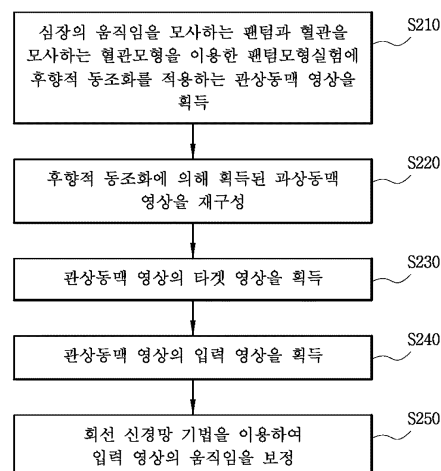 심장의 움직임을 모사하는 팬텀과 혈관을
모사하는 혈관모형을 이용한 팬텀모형실험에
후향적 동조화를 적용하는 관상동맥 영상을
획득
S210
후향적 동조화에 의해 획득된 과상동맥
영상을 재구성
S220
관상동맥 영상의 타겟 영상을 획득
S230
관상동맥 영상의 입력 영상을 획득
S240
회선 신경망 기법을 이용하여
입력 영상의 움직임을 보정
S250